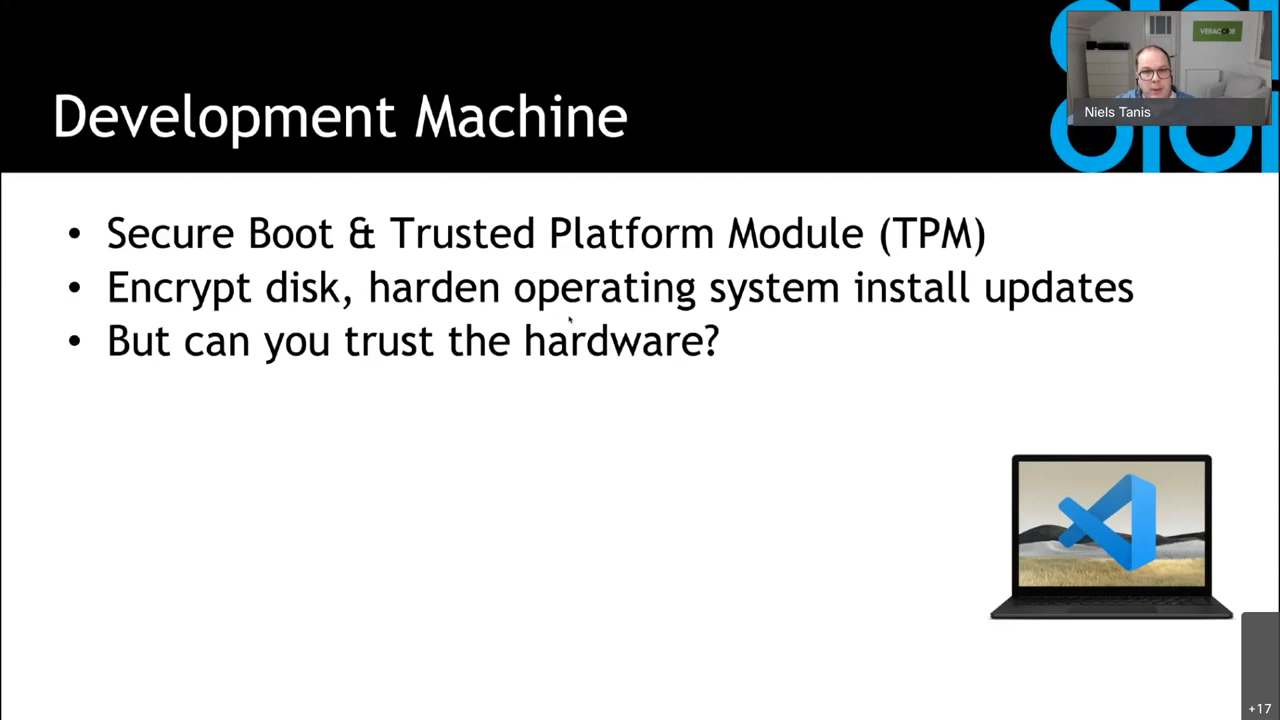 Development Machine
VERACODE
Niels Tanis
• Secure Boot & Trusted Platform Module (TPM)
• Encrypt disk, harden operating system install updates
• But can you trust the hardware?
+17